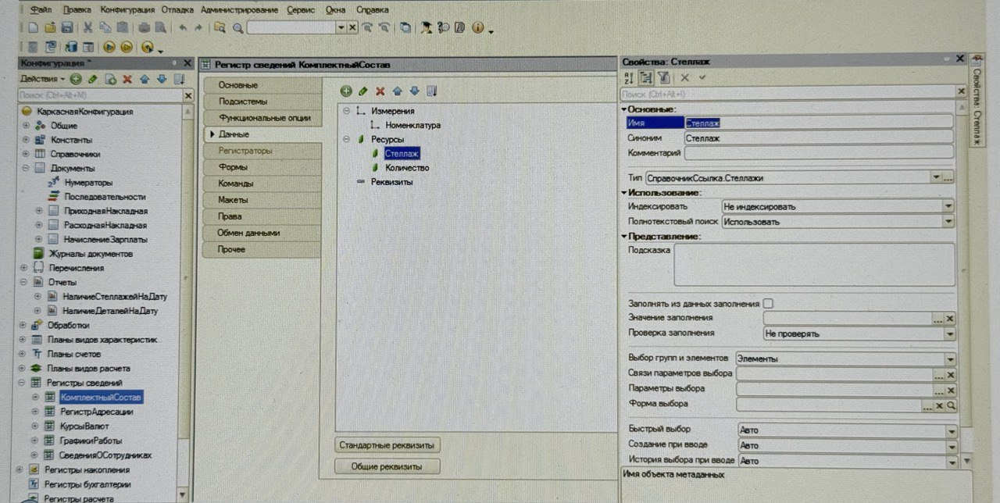 Файл Правка Конфигурация Отладка Администрирование Сервис Окна Справка
Конфигурация *
Действия
Поиск (Ctrl+Alt+M)
КаркаснаяКонфигурация
Общие
Константы
Справочники
Документы
Нумераторы
Последовательности
ПриходнаяНакладная
РасходнаяНакладная
НачислениеЗарплаты
Журналы документов
Перечисления
Отчеты
НаличиеСтеллажейНаДату
НаличиеДеталейНаДату
Обработки
Планы видов характеристик
Планы счетов
Планы видов расчета
Регистры сведений
КомплектныйСостав
РегистрАдресации
КурсыВалют
ГрафикиРаботы
СведенияОСотрудниках
Регистры накопления
Регистры бухгалтерии
Регистры расчета
Регистр сведений КомплектныйСостав
Основные
Подсистемы
Функциональные опции
Данные
Регистраторы
Формы
Команды
Макеты
Права
Обмен данными
Прочее
Измерения
Номенклатура
Ресурсы
Стеллаж
Количество
Реквизиты
Стандартные реквизиты
Общие реквизиты
Свойства: Стеллаж
Поиск (Ctrl+Alt+I)
Основные:
Имя Стеллаж
Синоним Стеллаж
Комментарий
Тип СправочникСсылка.Стеллажи
Использование:
Индексировать Не индексировать
Полнотекстовый поиск Использовать
Представление:
Подсказка
Заполнять из данных заполнения
Значение заполнения
Проверка заполнения Не проверять
Выбор групп и элементов Элементы
Связи параметров выбора
Параметры выбора
Форма выбора
Быстрый выбор Авто
Создание при вводе Авто
История выбора при вводе Авто
Имя объекта метаданных
Свойства: Стеллаж